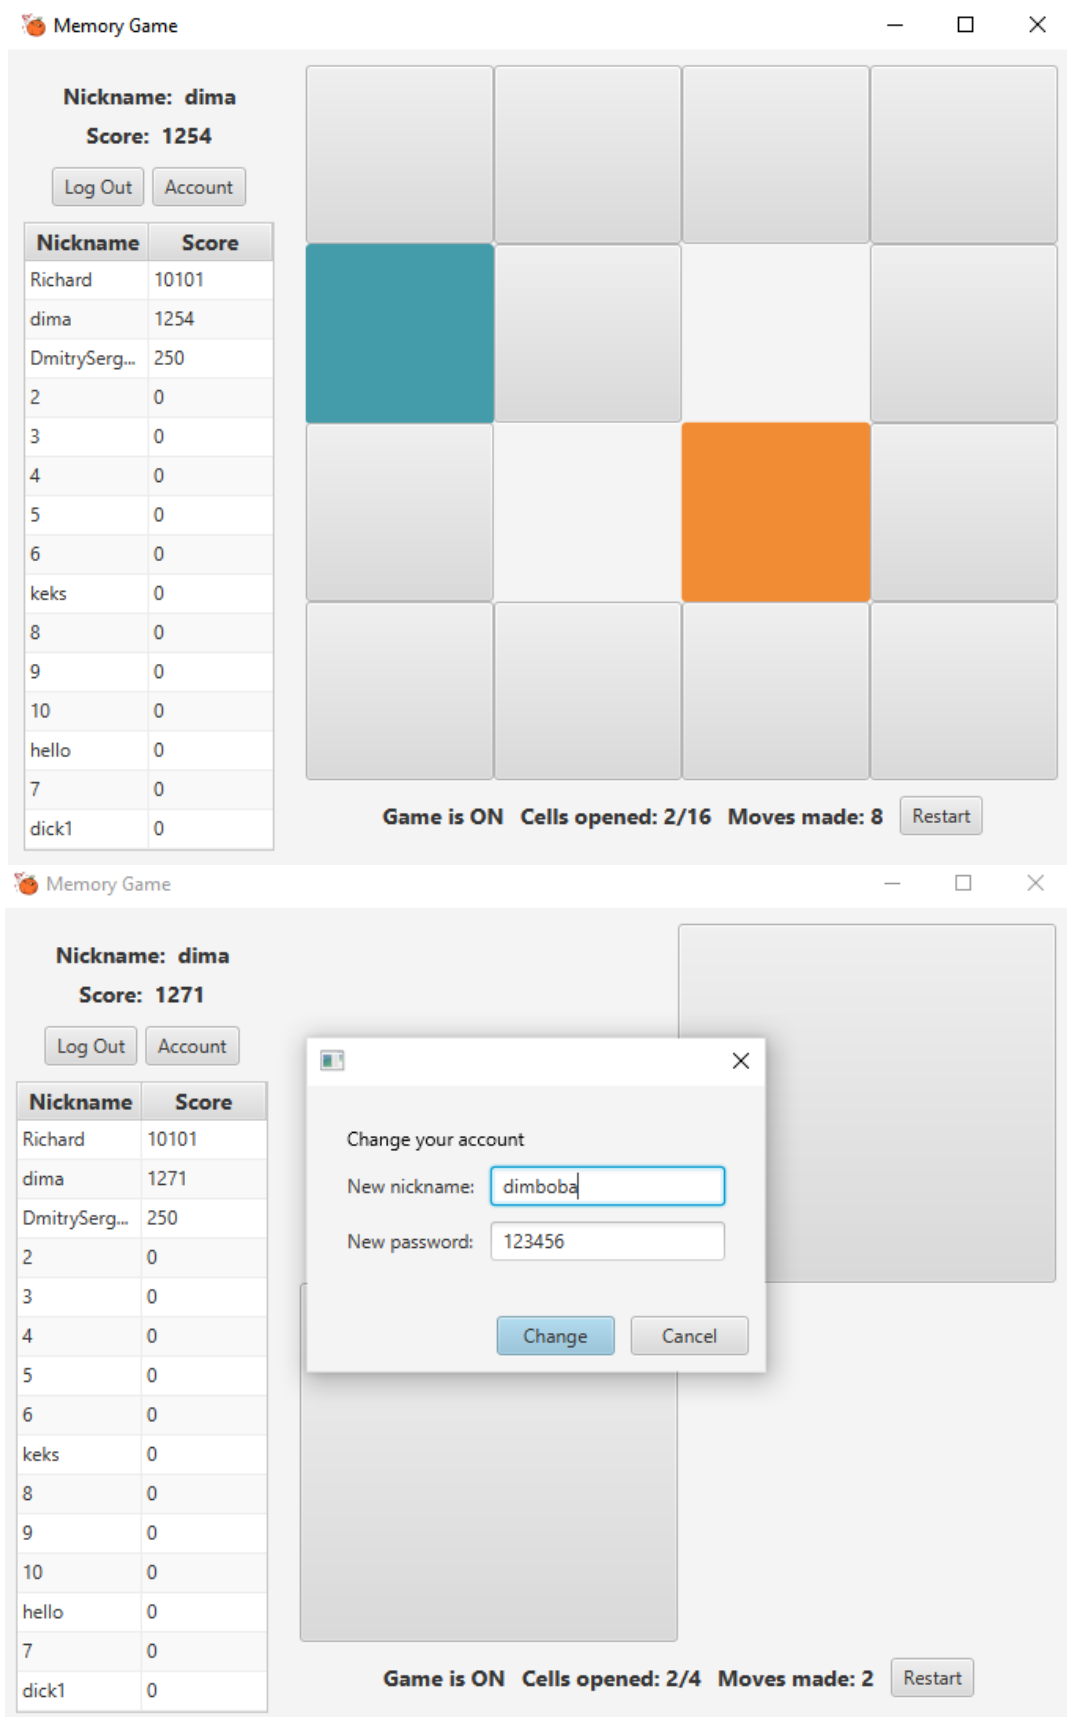 Memory Game
Nickname: dima
Score: 1254
Log Out Account
Nickname Score
Richard 10101
dima 1254
DmitrySerg... 250
2 0
3 0
4 0
5 0
6 0
keks 0
8 0
9 0
10 0
hello 0
7 0
dick1 0
Game is ON Cells opened: 2/16 Moves made: 8 Restart
Memory Game
Nickname: dima
Score: 1271
Log Out Account
Nickname Score
Richard 10101
dima 1271
DmitrySerg... 250
2 0
3 0
4 0
5 0
6 0
keks 0
8 0
9 0
10 0
hello 0
7 0
dick1 0
Change your account
New nickname: dimboba
New password: 123456
Change Cancel
Game is ON Cells opened: 2/4 Moves made: 2 Restart